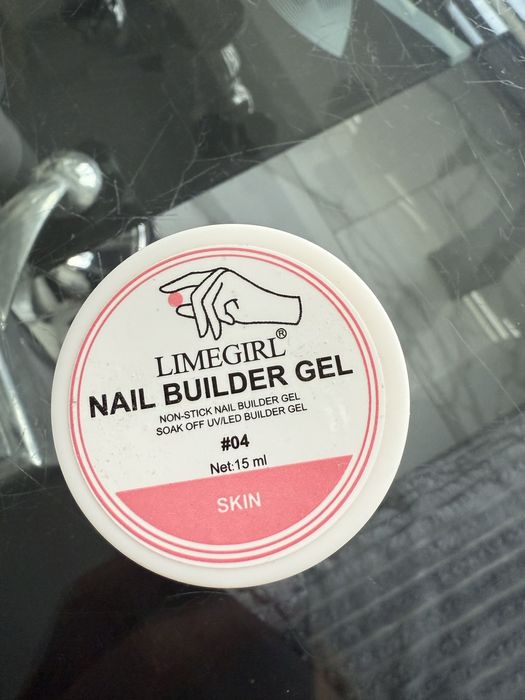 LIMEGIRL®
NAIL BUILDER GEL
NON-STICK NAIL BUILDER GEL
SOAK OFF UV/LED BUILDER GEL
#04
Net:15 ml
SKIN